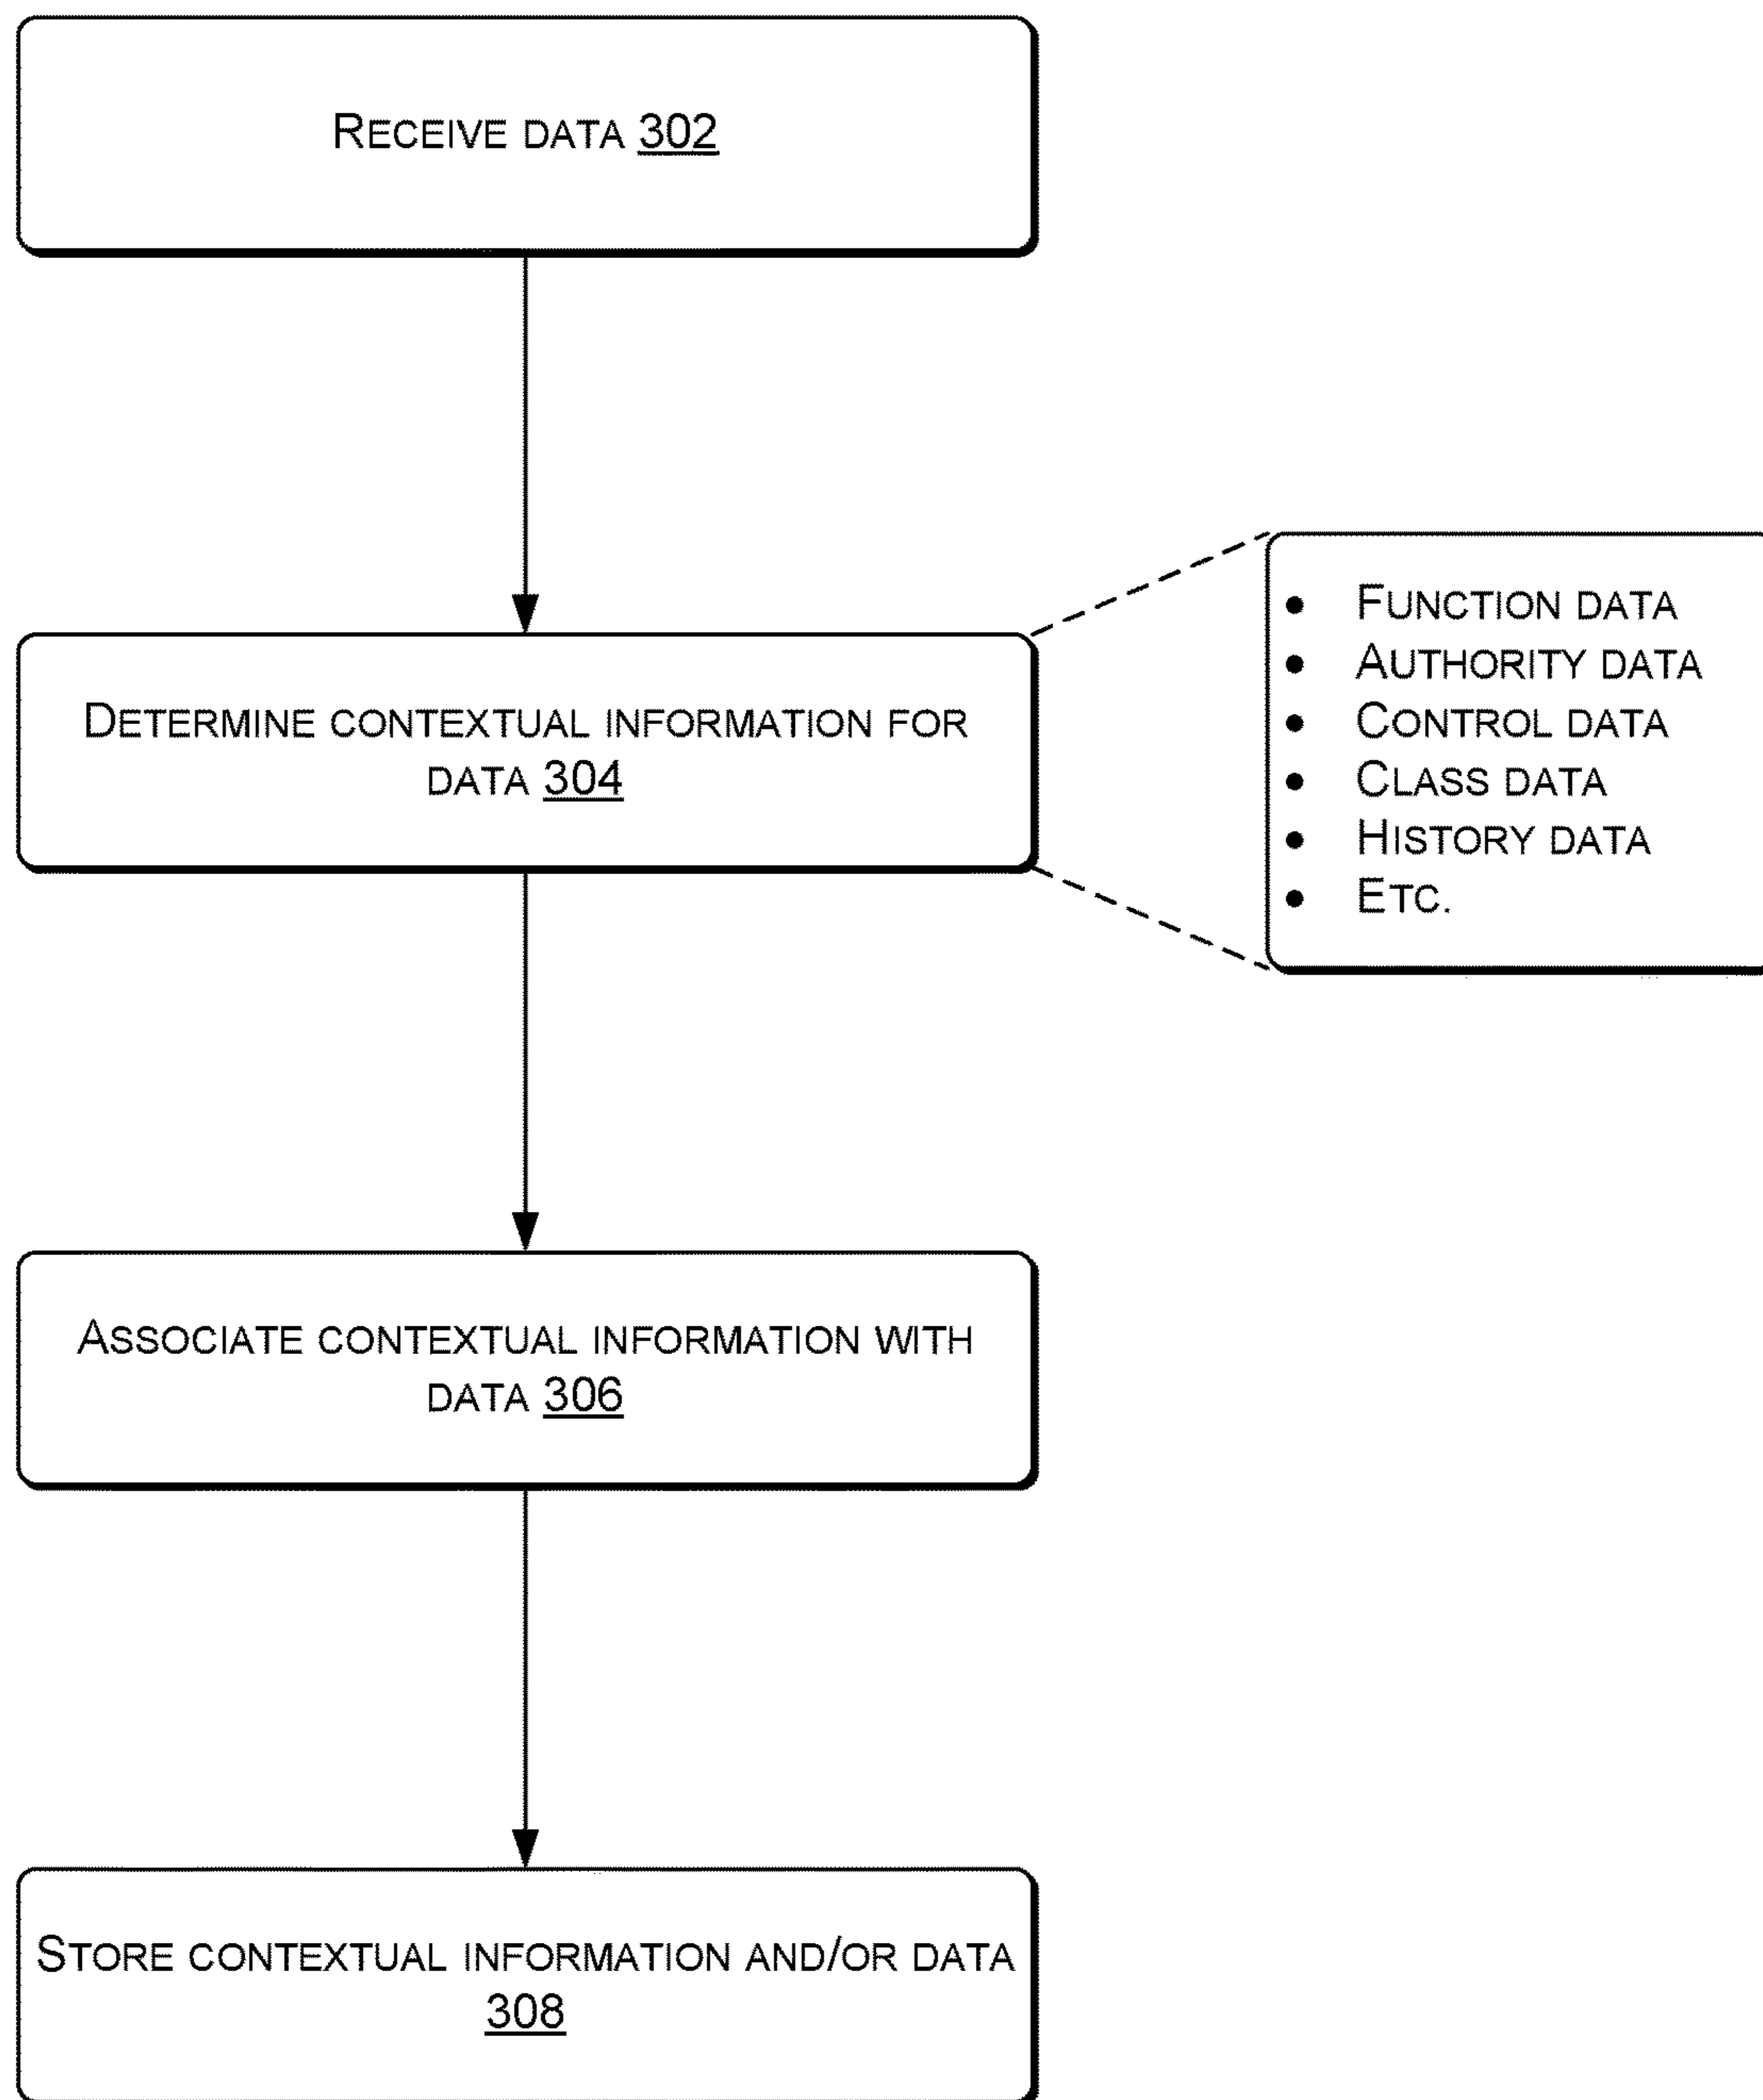 RECEIVE DATA 302
DETERMINE CONTEXTUAL INFORMATION FOR
DATA 304
• FUNCTION DATA
• AUTHORITY DATA
• CONTROL DATA
• CLASS DATA
• HISTORY DATA
• ETC.
ASSOCIATE CONTEXTUAL INFORMATION WITH
DATA 306
STORE CONTEXTUAL INFORMATION AND/OR DATA
308